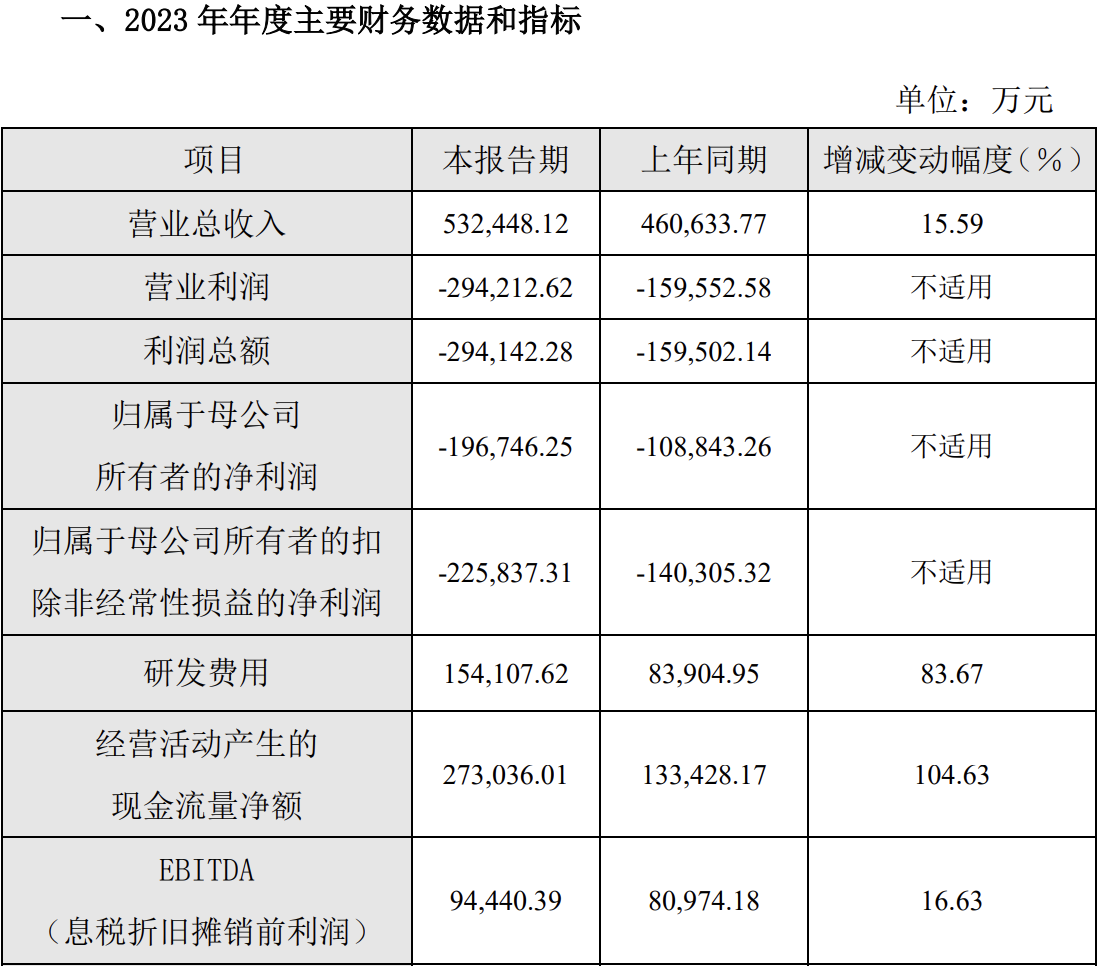 一、2023 年年度主要财务数据和指标
单位：万元
项目 本报告期 上年同期 增减变动幅度（％）
营业总收入 532,448.12 460,633.77 15.59
营业利润 -294,212.62 -159,552.58 不适用
利润总额 -294,142.28 -159,502.14 不适用
归属于母公司
所有者的净利润 -196,746.25 -108,843.26 不适用
归属于母公司所有者的扣
除非经常性损益的净利润 -225,837.31 -140,305.32 不适用
研发费用 154,107.62 83,904.95 83.67
经营活动产生的
现金流量净额 273,036.01 133,428.17 104.63
EBITDA
（息税折旧摊销前利润） 94,440.39 80,974.18 16.63